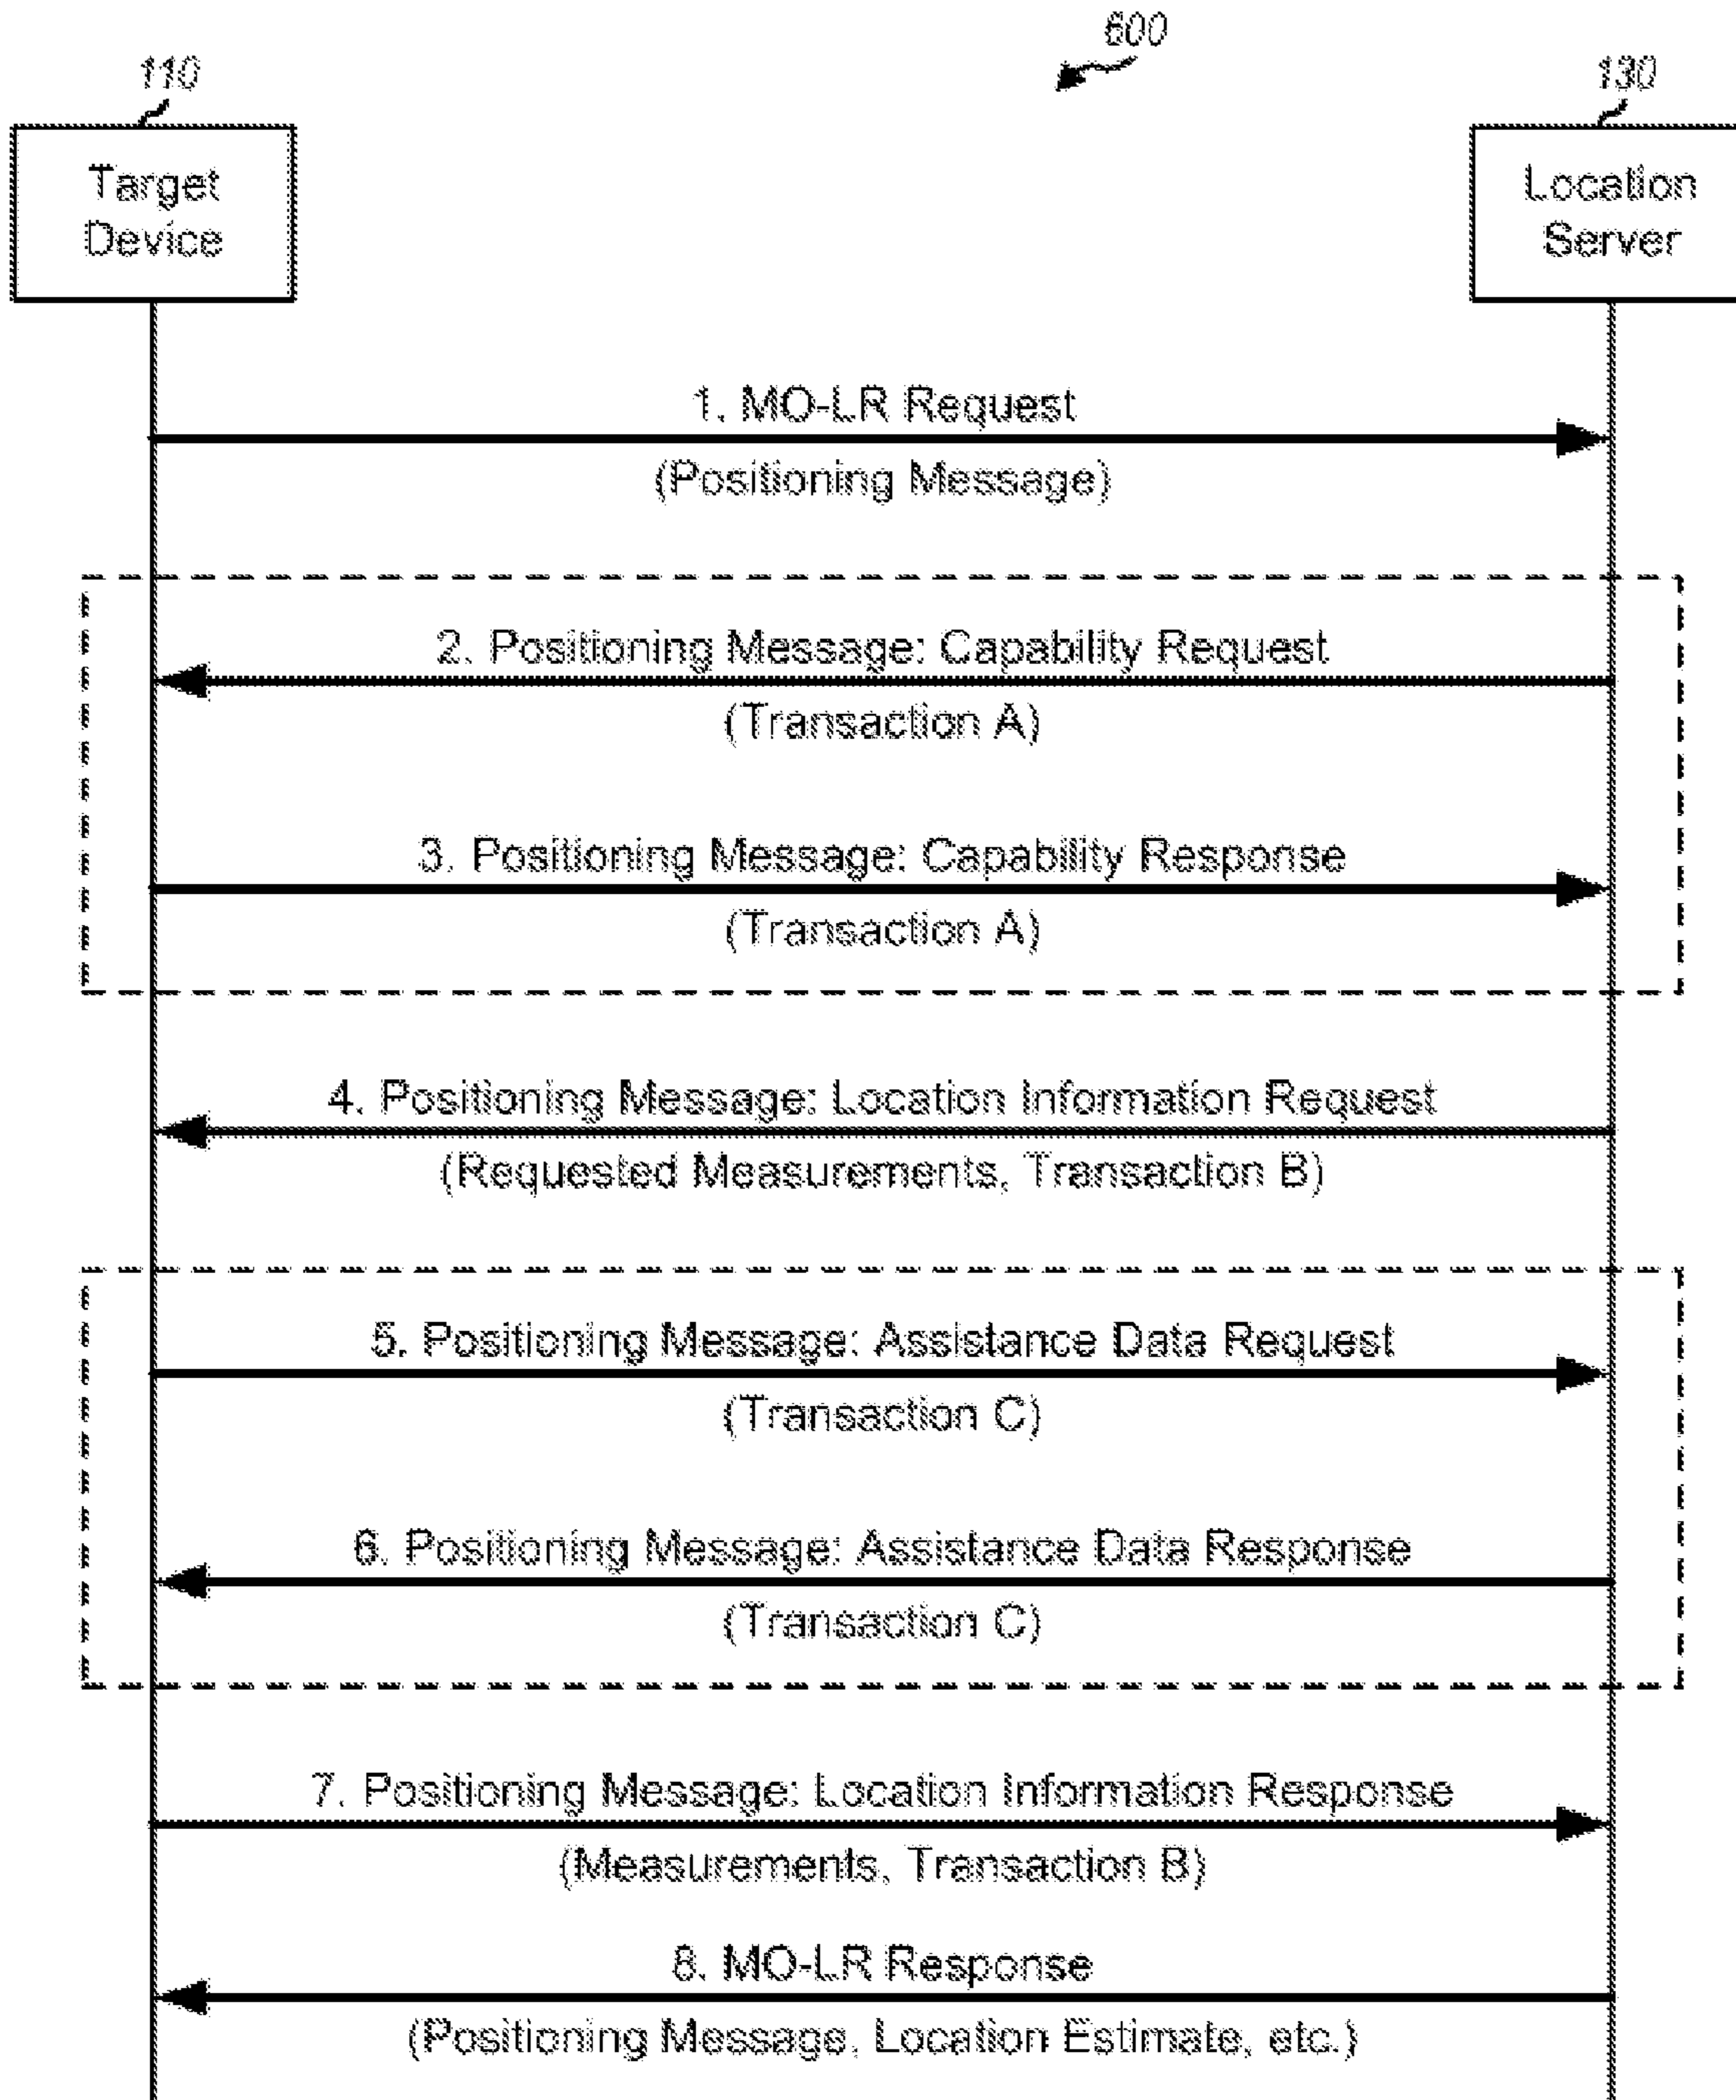 600
110
130
Target
Device
Location
Server
1. MO-LR Request
(Positioning Message)
2. Positioning Message: Capability Request
(Transaction A)
3. Positioning Message: Capability Response
(Transaction A)
4. Positioning Message: Location Information Request
(Requested Measurements, Transaction B)
5. Positioning Message: Assistance Data Request
(Transaction C)
6. Positioning Message: Assistance Data Response
(Transaction C)
7. Positioning Message: Location Information Response
(Measurements, Transaction B)
8. MO-LR Response
(Positioning Message, Location Estimate, etc.)